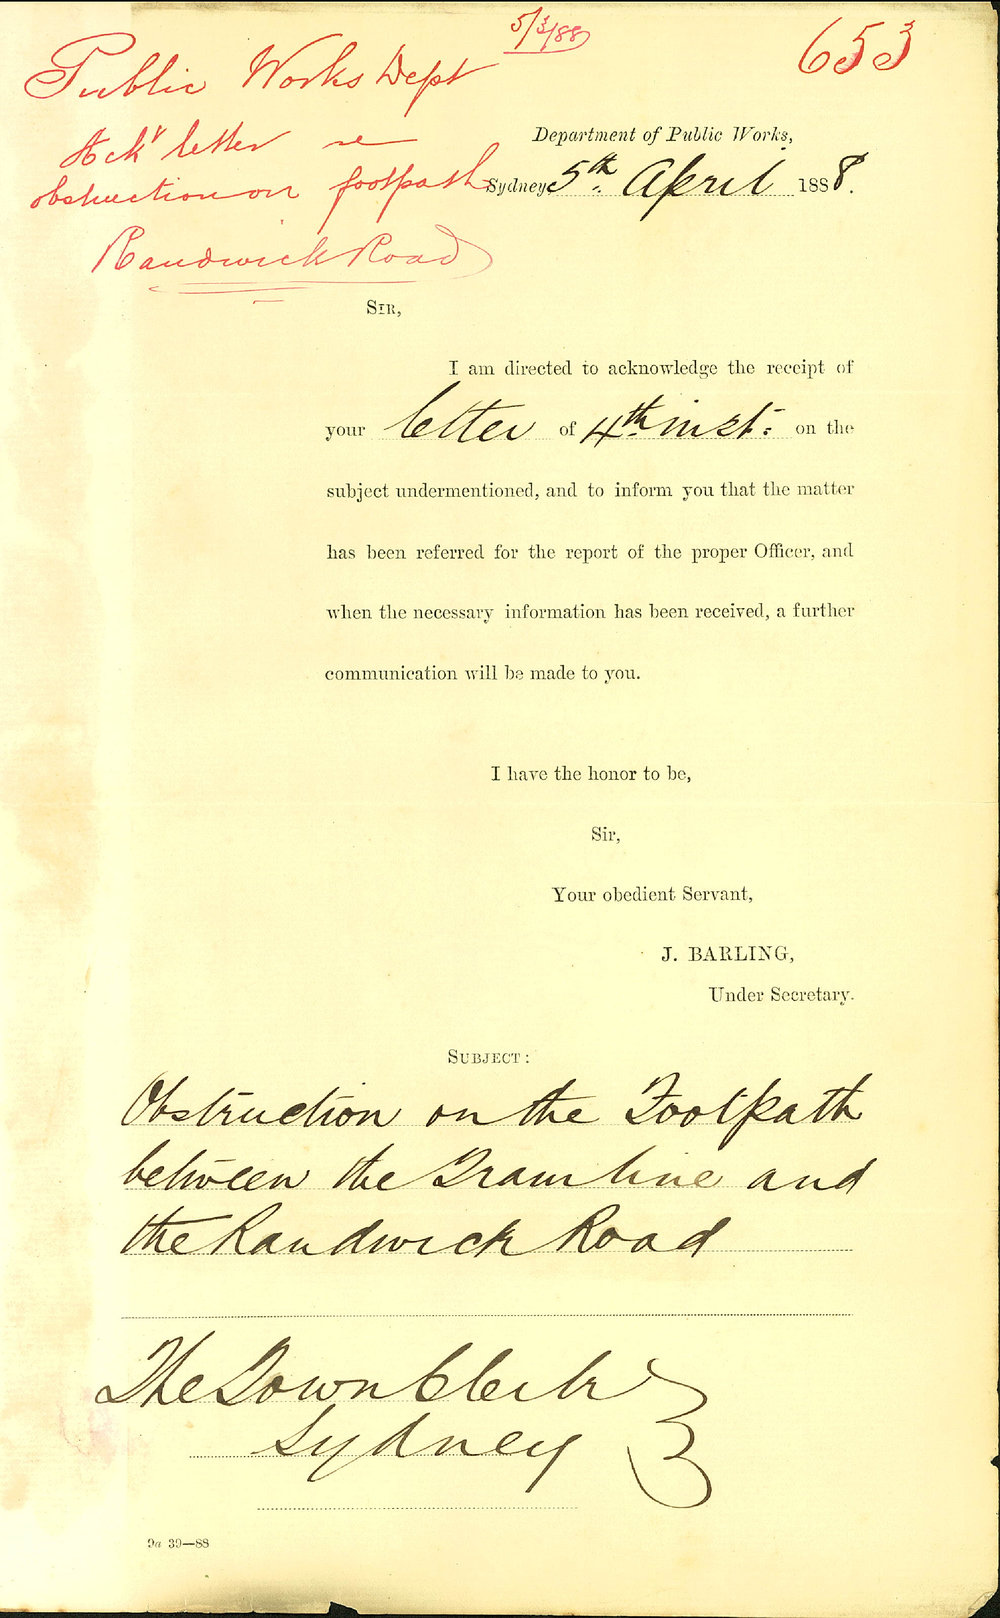 5/3/88
653
Public Works Dept
Ackr letter re
obstruction on footpath
Randwick Road
Department of Public Works,
Sydney 5th April 1888.
SIR,
I am directed to acknowledge the receipt of
your letter of 4th inst: on the
subject undermentioned, and to inform you that the matter
has been referred for the report of the proper Officer, and
when the necessary information has been received, a further
communication will be made to you.
I have the honor to be,
Sir,
Your obedient Servant,
J. BARLING,
Under Secretary.
SUBJECT:
Obstruction on the Footpath
between the Tram line and
the Randwick Road
The Town Clerk
Sydney
9a 39—88